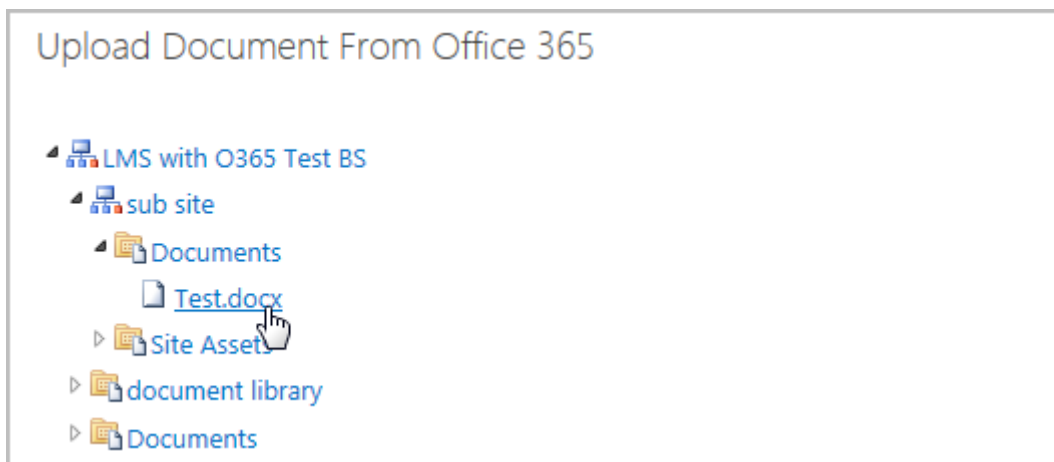 Upload Document From Office 365
LMS with O365 Test BS
sub site
Documents
Test.docx
Site Assets
document library
Documents